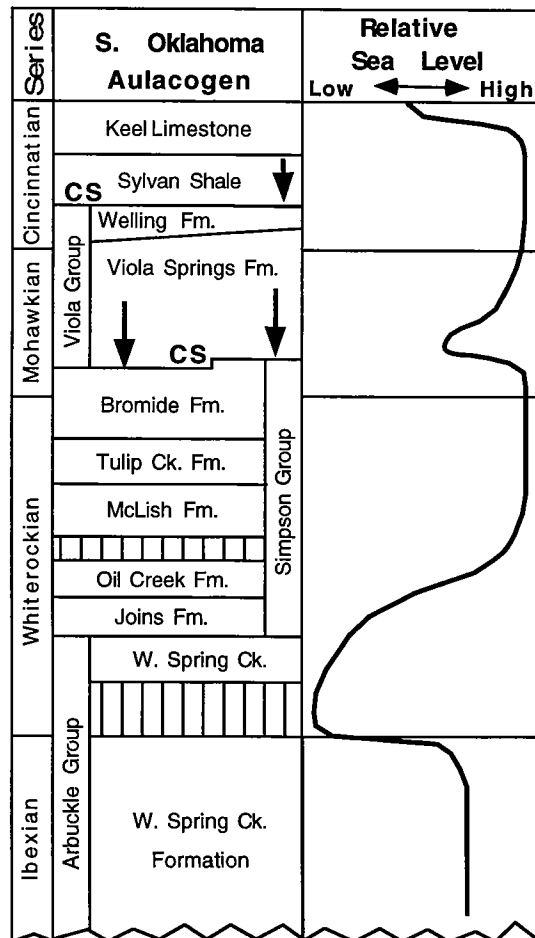 Series
S. Oklahoma
Aulacogen
Relative
Sea Level
Low High
Cincinnatian
Keel Limestone
Sylvan Shale
CS
Welling Fm.
Viola Group
Viola Springs Fm.
Mohawkian
CS
Bromide Fm.
Tulip Ck. Fm.
McLish Fm.
Simpson Group
Whiterockian
Oil Creek Fm.
Joins Fm.
W. Spring Ck.
Arbuckle Group
Ibexian
W. Spring Ck.
Formation